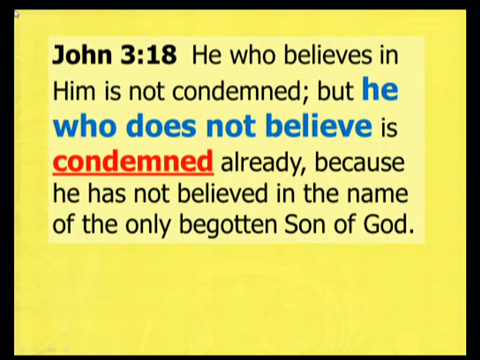 John 3:18 He who believes in
Him is not condemned; but he
who does not believe is
condemned already, because
he has not believed in the name
of the only begotten Son of God.